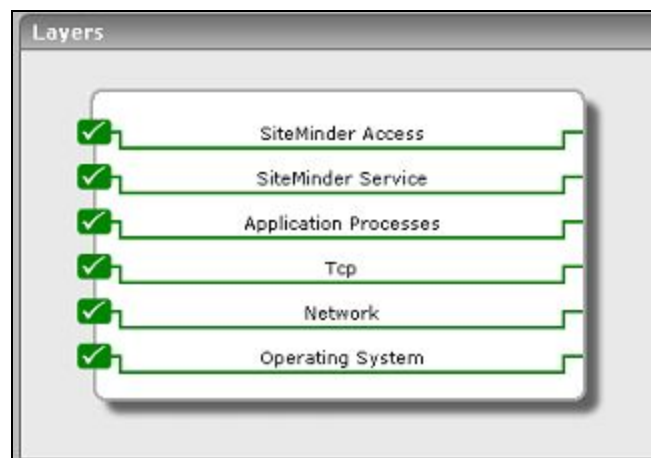 Layers
SiteMinder Access
SiteMinder Service
Application Processes
Tcp
Network
Operating System